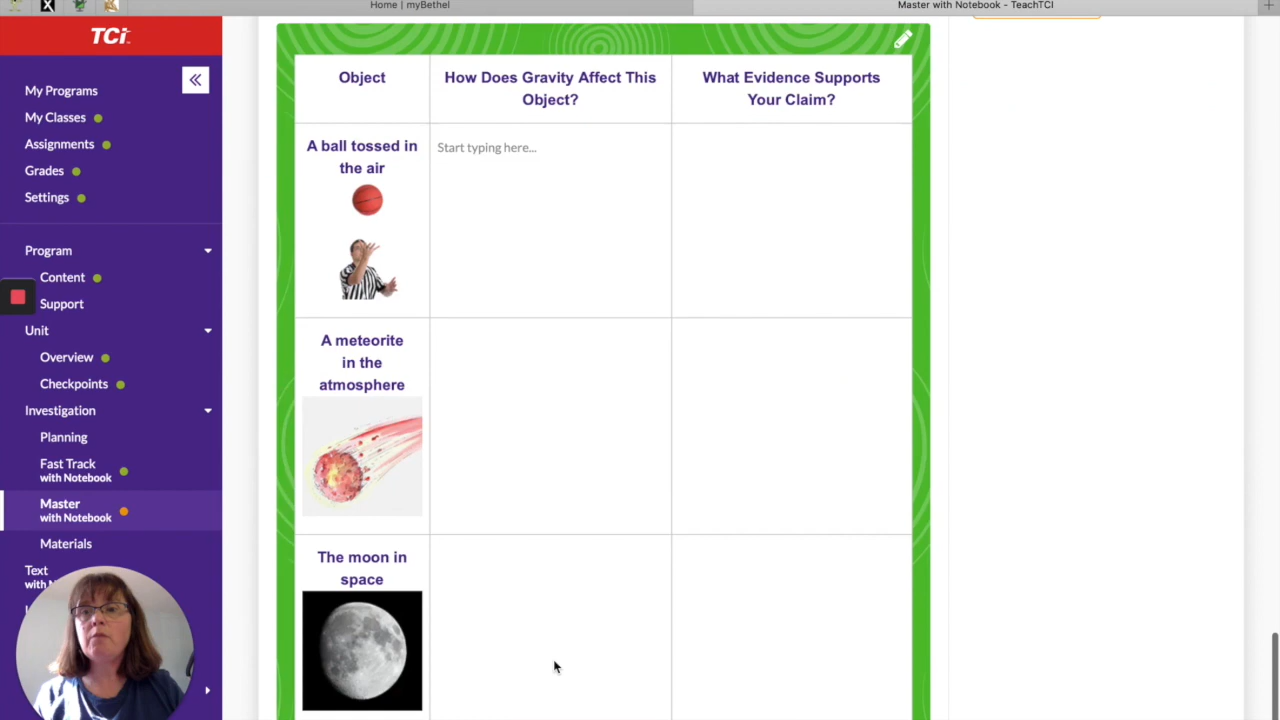 Home | myBethel
Master with Notebook - TeachTCI
TCi
My Programs
My Classes
Assignments
Grades
Settings
Program
Content
Support
Unit
Overview
Checkpoints
Investigation
Planning
Fast Track
with Notebook
Master
with Notebook
Materials
Text
Object
How Does Gravity Affect This
Object?
What Evidence Supports
Your Claim?
A ball tossed in
the air
Start typing here...
A meteorite
in the
atmosphere
The moon in
space